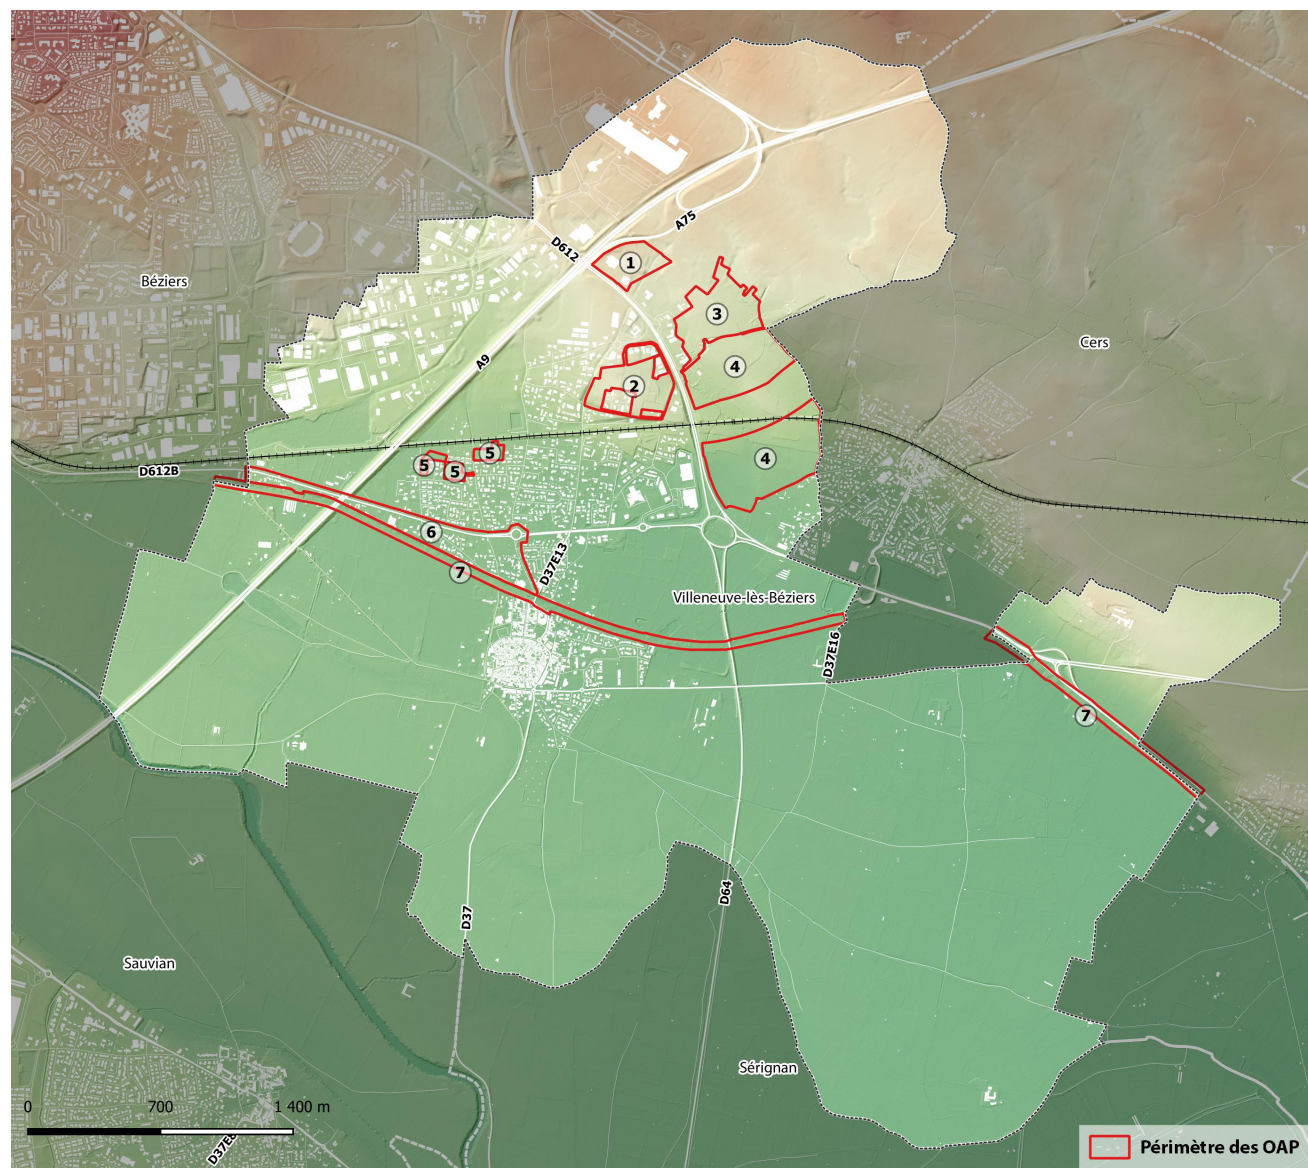 A75
D612
1
Béziers
3
Cers
A9
4
2
5
5
5
4
D612B
6
D37E13
7
Villeneuve-lès-Béziers
D37E16
7
D64
D37
Sauvian
Sérignan
0 700 1 400 m
Périmètre des OAP